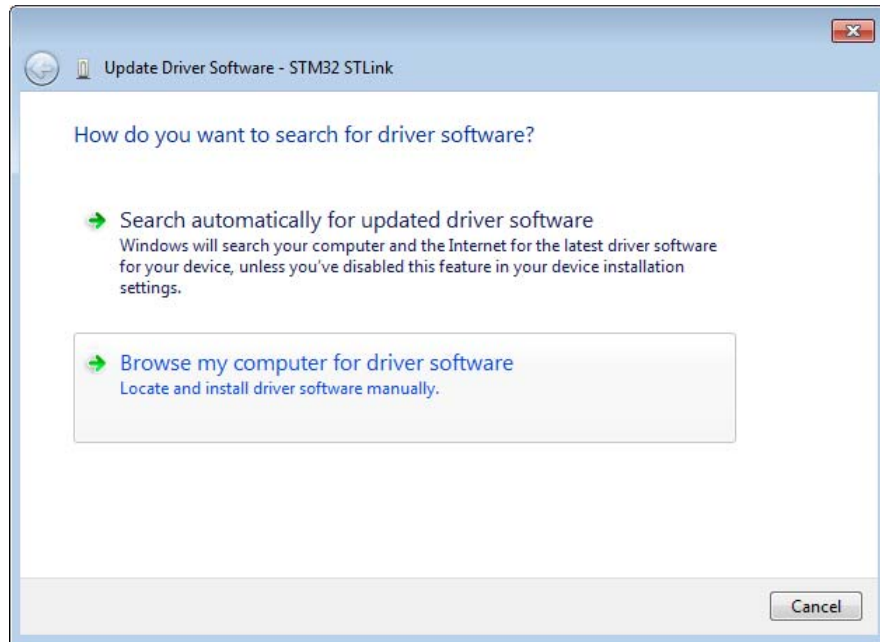 Update Driver Software - STM32 STLink
How do you want to search for driver software?
Search automatically for updated driver software
Windows will search your computer and the Internet for the latest driver software
for your device, unless you've disabled this feature in your device installation
settings.
Browse my computer for driver software
Locate and install driver software manually.
Cancel